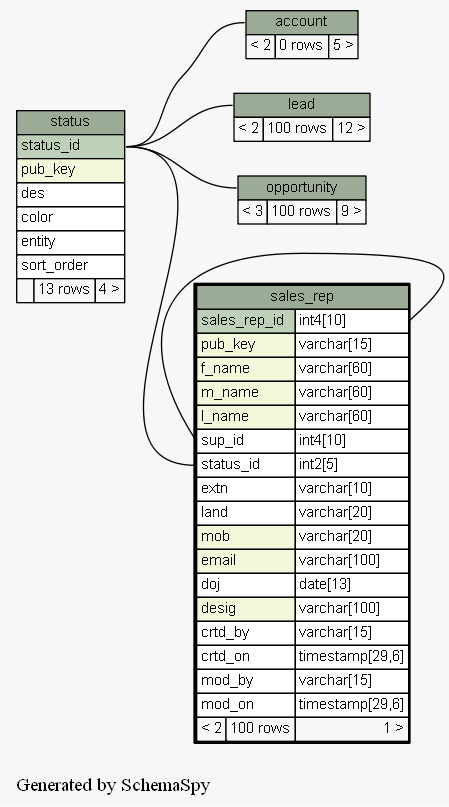 account
< 2 0 rows 5 >
lead
< 2 100 rows 12 >
opportunity
< 3 100 rows 9 >
status
status_id
pub_key
des
color
entity
sort_order
13 rows 4 >
sales_rep
sales_rep_id int4[10]
pub_key varchar[15]
f_name varchar[60]
m_name varchar[60]
l_name varchar[60]
sup_id int4[10]
status_id int2[5]
extn varchar[10]
land varchar[20]
mob varchar[20]
email varchar[100]
doj date[13]
desig varchar[100]
crtd_by varchar[15]
crtd_on timestamp[29,6]
mod_by varchar[15]
mod_on timestamp[29,6]
< 2 100 rows 1 >
Generated by SchemaSpy